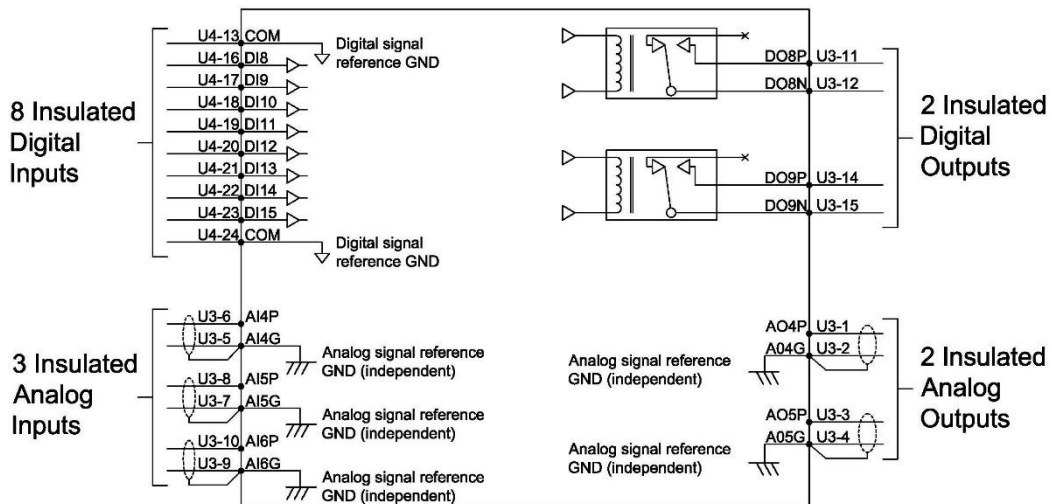 8 Insulated
Digital
Inputs
U4-13 COM
U4-16 DI8
U4-17 DI9
U4-18 DI10
U4-19 DI11
U4-20 DI12
U4-21 DI13
U4-22 DI14
U4-23 DI15
U4-24 COM
Digital signal
reference GND
Digital signal
reference GND
DO8P U3-11
DO8N U3-12
DO9P U3-14
DO9N U3-15
2 Insulated
Digital
Outputs
3 Insulated
Analog
Inputs
U3-6 AI4P
U3-5 AI4G
U3-8 AI5P
U3-7 AI5G
U3-10 AI6P
U3-9 AI6G
Analog signal reference
GND (independent)
Analog signal reference
GND (independent)
Analog signal reference
GND (independent)
Analog signal reference
GND (independent)
Analog signal reference
GND (independent)
AO4P U3-1
A04G U3-2
AO5P U3-3
A05G U3-4
2 Insulated
Analog
Outputs